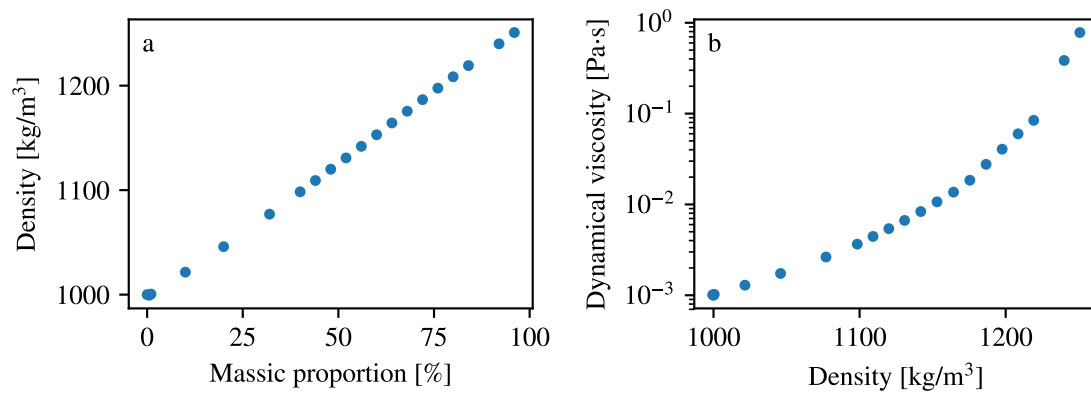 a
Density [kg/m³]
1200
1100
1000
0 25 50 75 100
Massic proportion [%]
b
Dynamical viscosity [Pa·s]
10⁰
10⁻¹
10⁻²
10⁻³
1000 1100 1200
Density [kg/m³]